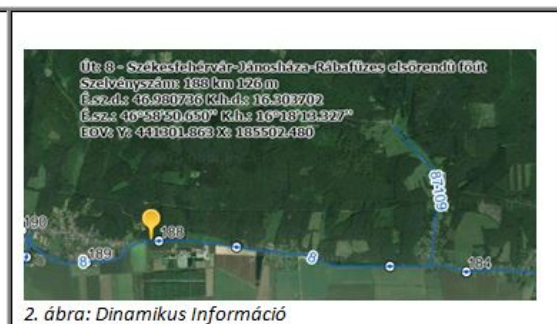 Út: 8 - Székesfehérvár-Jánosháza-Rábafüzes elsőrendű főút
Szelvényszám: 188 km 126 m
É.sz.d.: 46.980736 K.h.d.: 16.303702
É.sz.: 46°58'50.650'' K.h.: 16°18'13.327''
EOV: Y: 441301.863 X: 185502.480
87-109
190
188
189
8
8
184
2. ábra: Dinamikus Információ